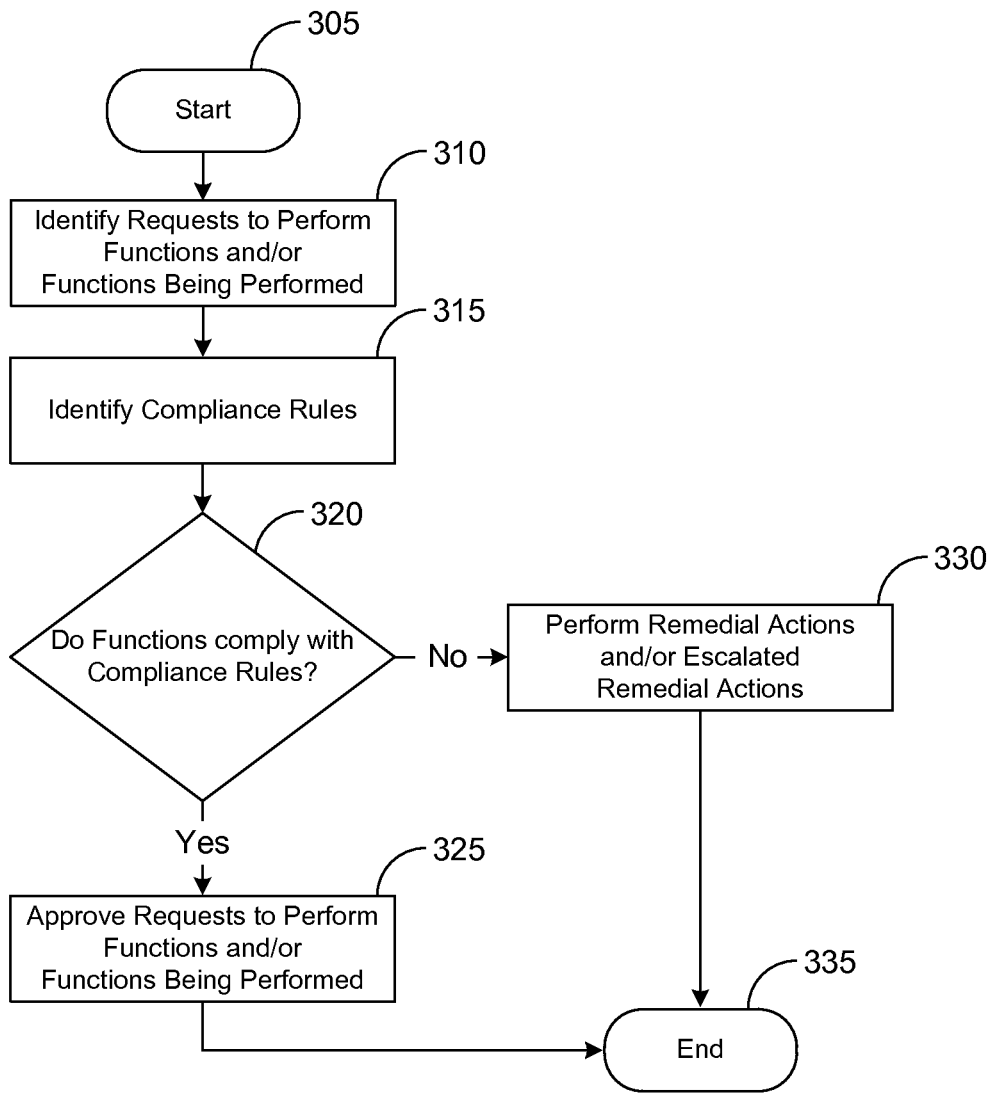 305
Start
310
Identify Requests to Perform
Functions and/or
Functions Being Performed
315
Identify Compliance Rules
320
Do Functions comply with
Compliance Rules?
No
330
Perform Remedial Actions
and/or Escalated
Remedial Actions
Yes
325
Approve Requests to Perform
Functions and/or
Functions Being Performed
335
End